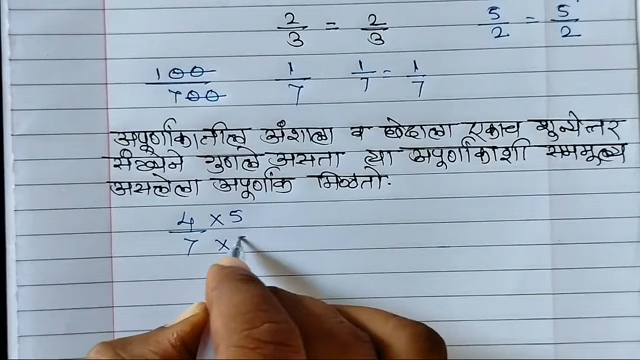 2/3 = 2/3 5/2 = 5/2
100/700 1/7 1/7 = 1/7
अपूर्णांकातील अंशाला व छेदाला एकाच शून्येत्तर
संख्येने गुणले असता त्या अपूर्णांकाशी सममूल्य
असलेला अपूर्णांक मिळतो.
4 × 5
7 ×